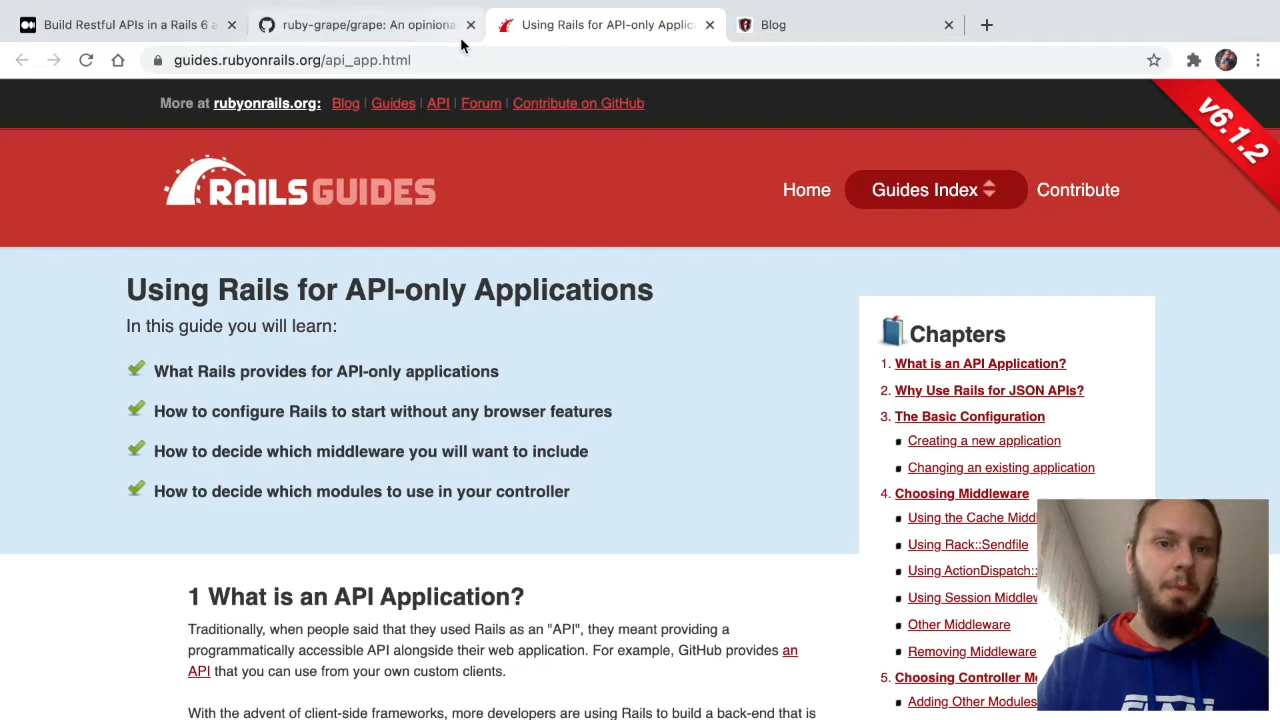 Build Restful APIs in a Rails 6 a
ruby-grape/grape: An opiniona
Using Rails for API-only Applic
Blog
guides.rubyonrails.org/api_app.html
More at rubyonrails.org: Blog | Guides | API | Forum | Contribute on GitHub
v6.1.2
RAILSGUIDES
Home
Guides Index
Contribute
Using Rails for API-only Applications
In this guide you will learn:
What Rails provides for API-only applications
How to configure Rails to start without any browser features
How to decide which middleware you will want to include
How to decide which modules to use in your controller
Chapters
1. What is an API Application?
2. Why Use Rails for JSON APIs?
3. The Basic Configuration
Creating a new application
Changing an existing application
4. Choosing Middleware
Using the Cache Midd
Using Rack::Sendfile
Using ActionDispatch::
Using Session Middlew
Other Middleware
Removing Middleware
5. Choosing Controller Mo
Adding Other Modules
1 What is an API Application?
Traditionally, when people said that they used Rails as an "API", they meant providing a
programmatically accessible API alongside their web application. For example, GitHub provides an
API that you can use from your own custom clients.
With the advent of client-side frameworks, more developers are using Rails to build a back-end that is